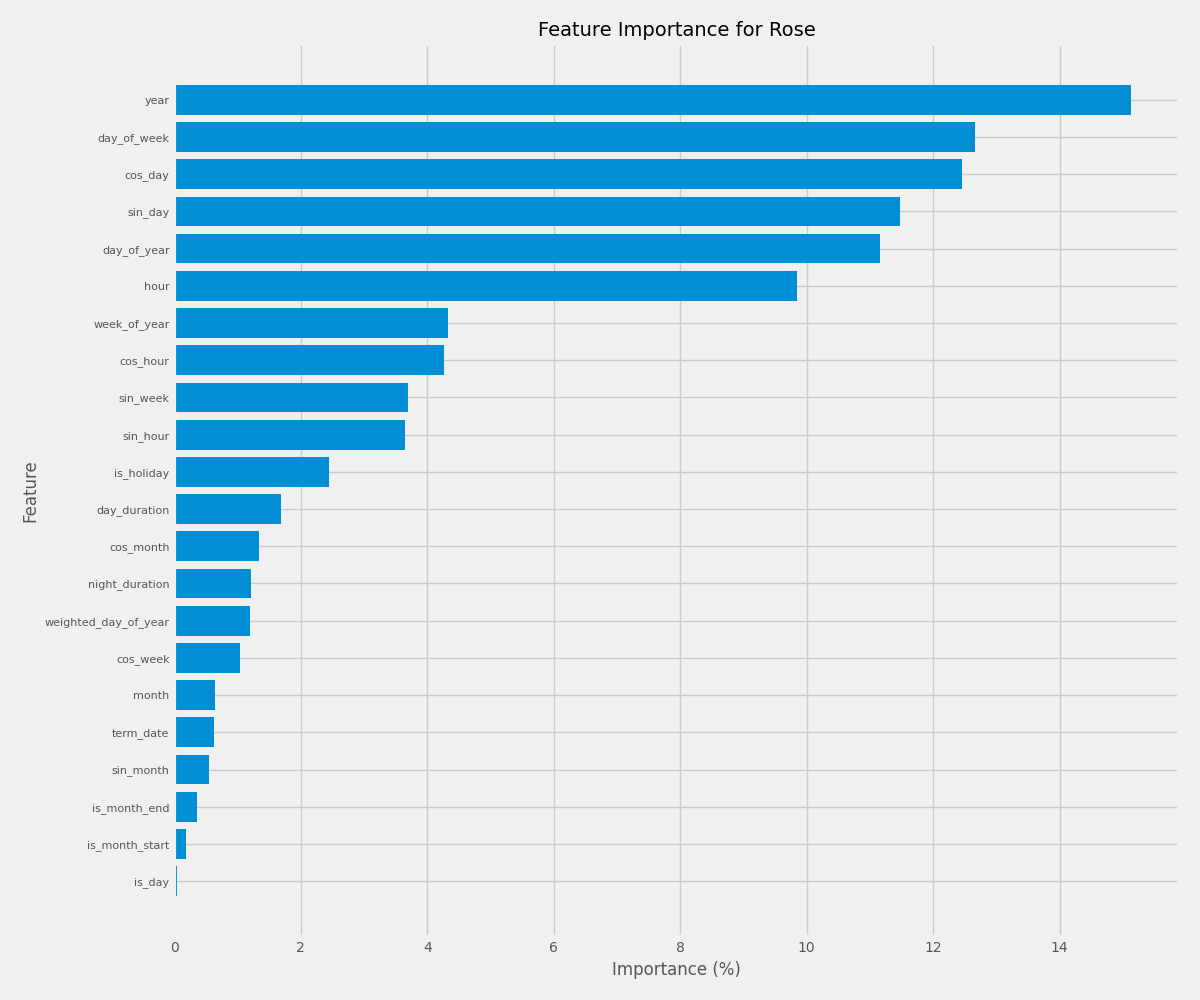 Feature Importance for Rose
year
day_of_week
cos_day
sin_day
day_of_year
hour
week_of_year
cos_hour
sin_week
sin_hour
is_holiday
day_duration
cos_month
night_duration
weighted_day_of_year
cos_week
month
term_date
sin_month
is_month_end
is_month_start
is_day
Feature
0 2 4 6 8 10 12 14
Importance (%)